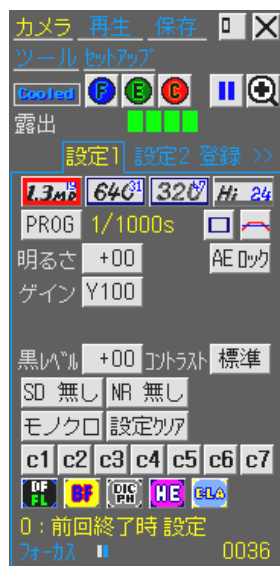 カメラ 再生 保存
ツール セットアップ
Cooled F E C
露出
設定1 設定2 登録 >>
1.3MP 15 640 31 320 57 Hi 24
PROG 1/1000s
明るさ +00 AEロック
ゲイン Y100
黒レベル +00 コントラスト 標準
SD 無し NR 無し
モノクロ 設定クリア
c1 c2 c3 c4 c5 c6 c7
DF FL BF DIC PH HE CLA
0:前回終了時設定
フォーカス 0036